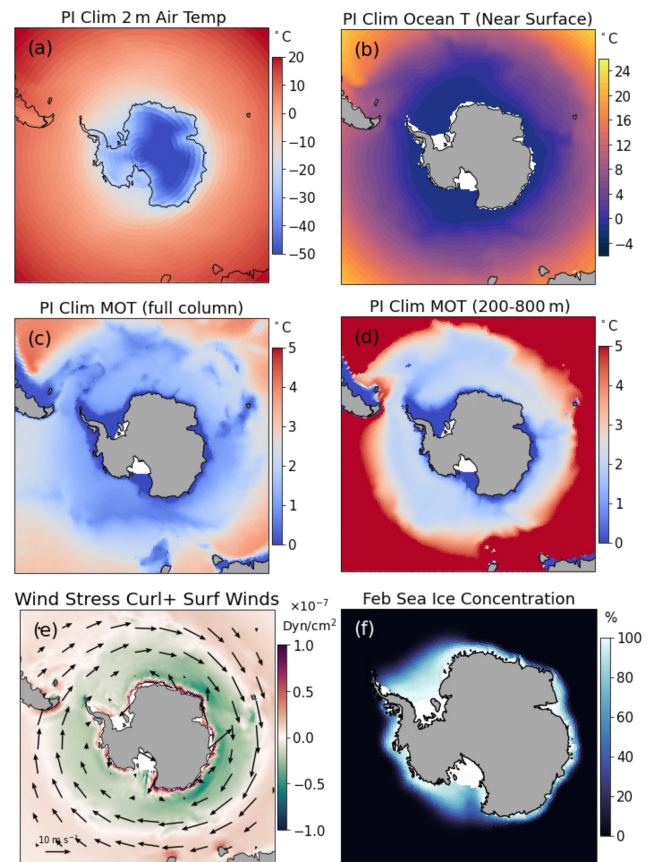 PI Clim 2 m Air Temp
(a)
°C
20
10
0
−10
−20
−30
−40
−50
PI Clim Ocean T (Near Surface)
(b)
°C
24
20
16
12
8
4
0
−4
PI Clim MOT (full column)
(c)
°C
5
4
3
2
1
0
PI Clim MOT (200-800 m)
(d)
°C
5
4
3
2
1
0
Wind Stress Curl+ Surf Winds
(e)
×10⁻⁷
Dyn/cm²
1.0
0.5
0.0
−0.5
−1.0
10 m s⁻¹
Feb Sea Ice Concentration
(f)
%
100
80
60
40
20
0